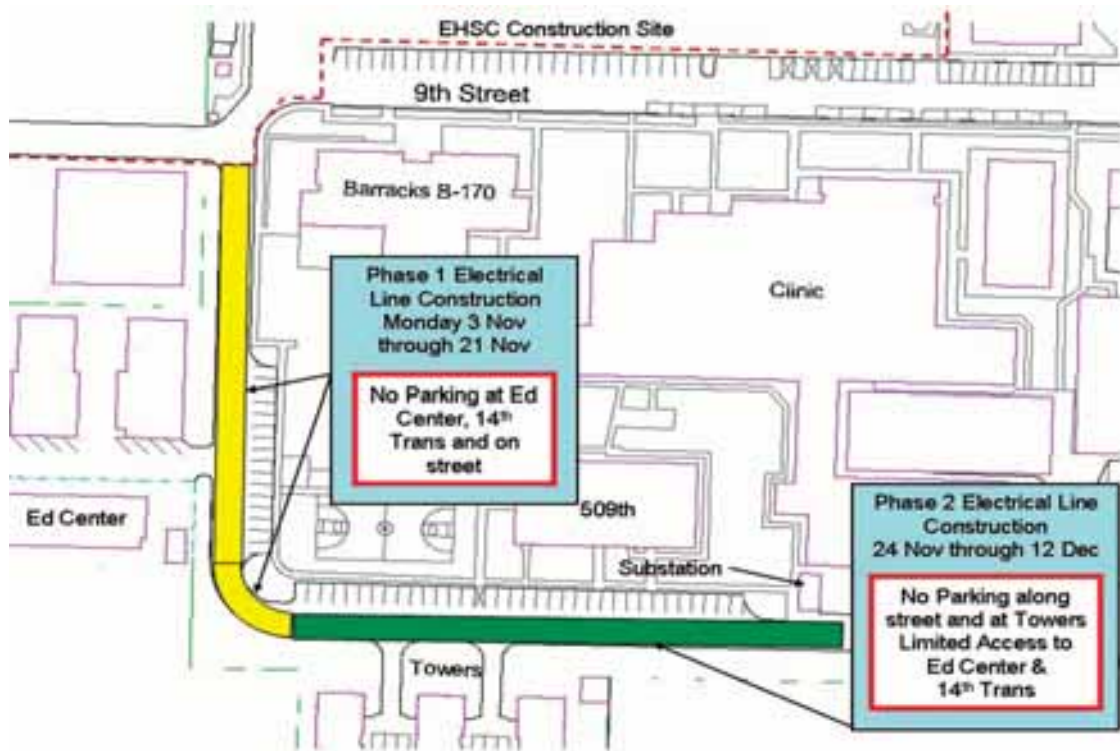 EHSC Construction Site
9th Street
Barracks B-170
Phase 1 Electrical
Line Construction
Monday 3 Nov
through 21 Nov
No Parking at Ed
Center, 14th
Trans and on
street
Clinic
Ed Center
509th
Substation
Phase 2 Electrical Line
Construction
24 Nov through 12 Dec
No Parking along
street and at Towers
Limited Access to
Ed Center &
14th Trans
Towers